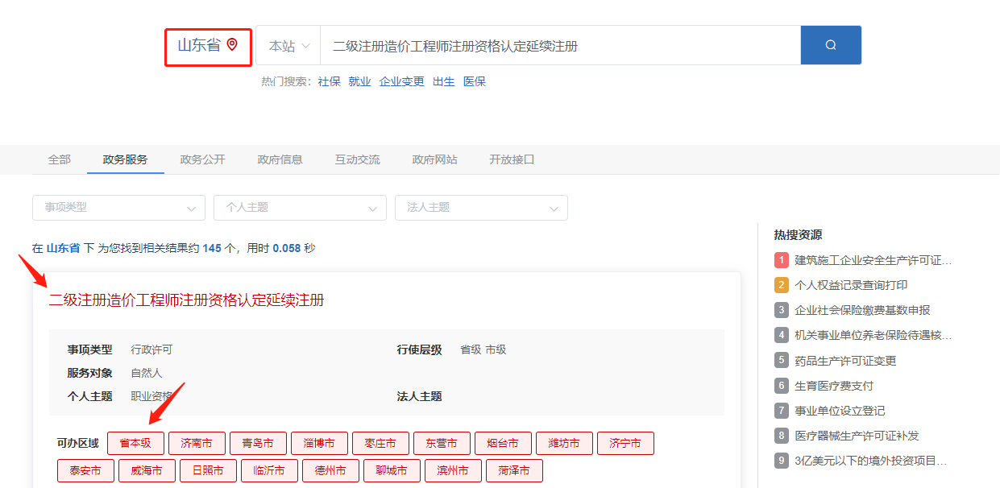 山东省 本站 二级注册造价工程师注册资格认定延续注册
热门搜索: 社保 就业 企业变更 出生 医保
全部 政务服务 政务公开 政府信息 互动交流 政府网站 开放接口
事项类型 个人主题 法人主题
在 山东省 下 为您找到相关结果约 145 个，用时 0.058 秒
二级注册造价工程师注册资格认定延续注册
事项类型 行政许可 行使层级 省级 市级
服务对象 自然人
个人主题 职业资格 法人主题
可办区域 省本级 济南市 青岛市 淄博市 枣庄市 东营市 烟台市 潍坊市 济宁市
泰安市 威海市 日照市 临沂市 德州市 聊城市 滨州市 菏泽市
热搜资源
1 建筑施工企业安全生产许可证...
2 个人权益记录查询打印
3 企业社会保险缴费基数申报
4 机关事业单位养老保险待遇核...
5 药品生产许可证变更
6 生育医疗费支付
7 事业单位设立登记
8 医疗器械生产许可证补发
9 3亿美元以下的境外投资项目...